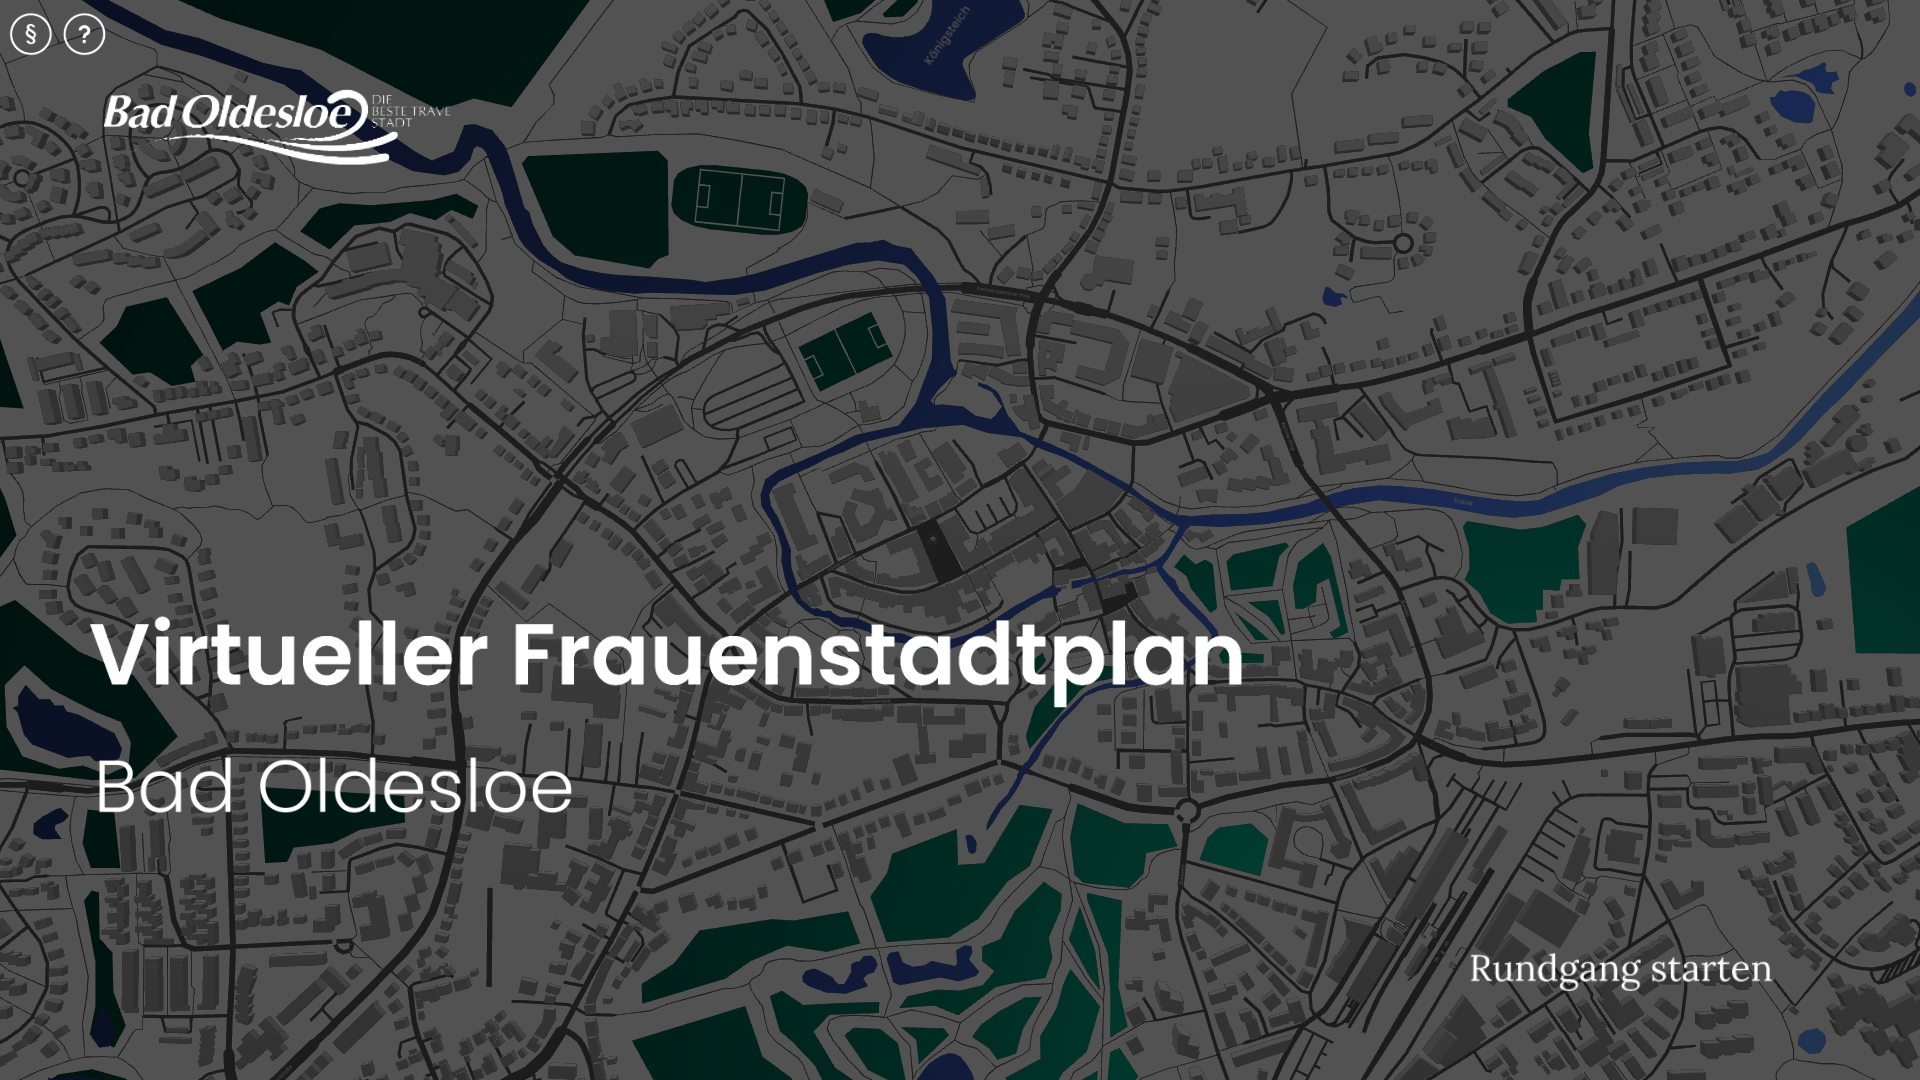 §
?
Königsteich
Bad Oldesloe
DIE
BESTE TRAVE
STADT
Trave
Virtueller Frauenstadtplan
Bad Oldesloe
Rundgang starten